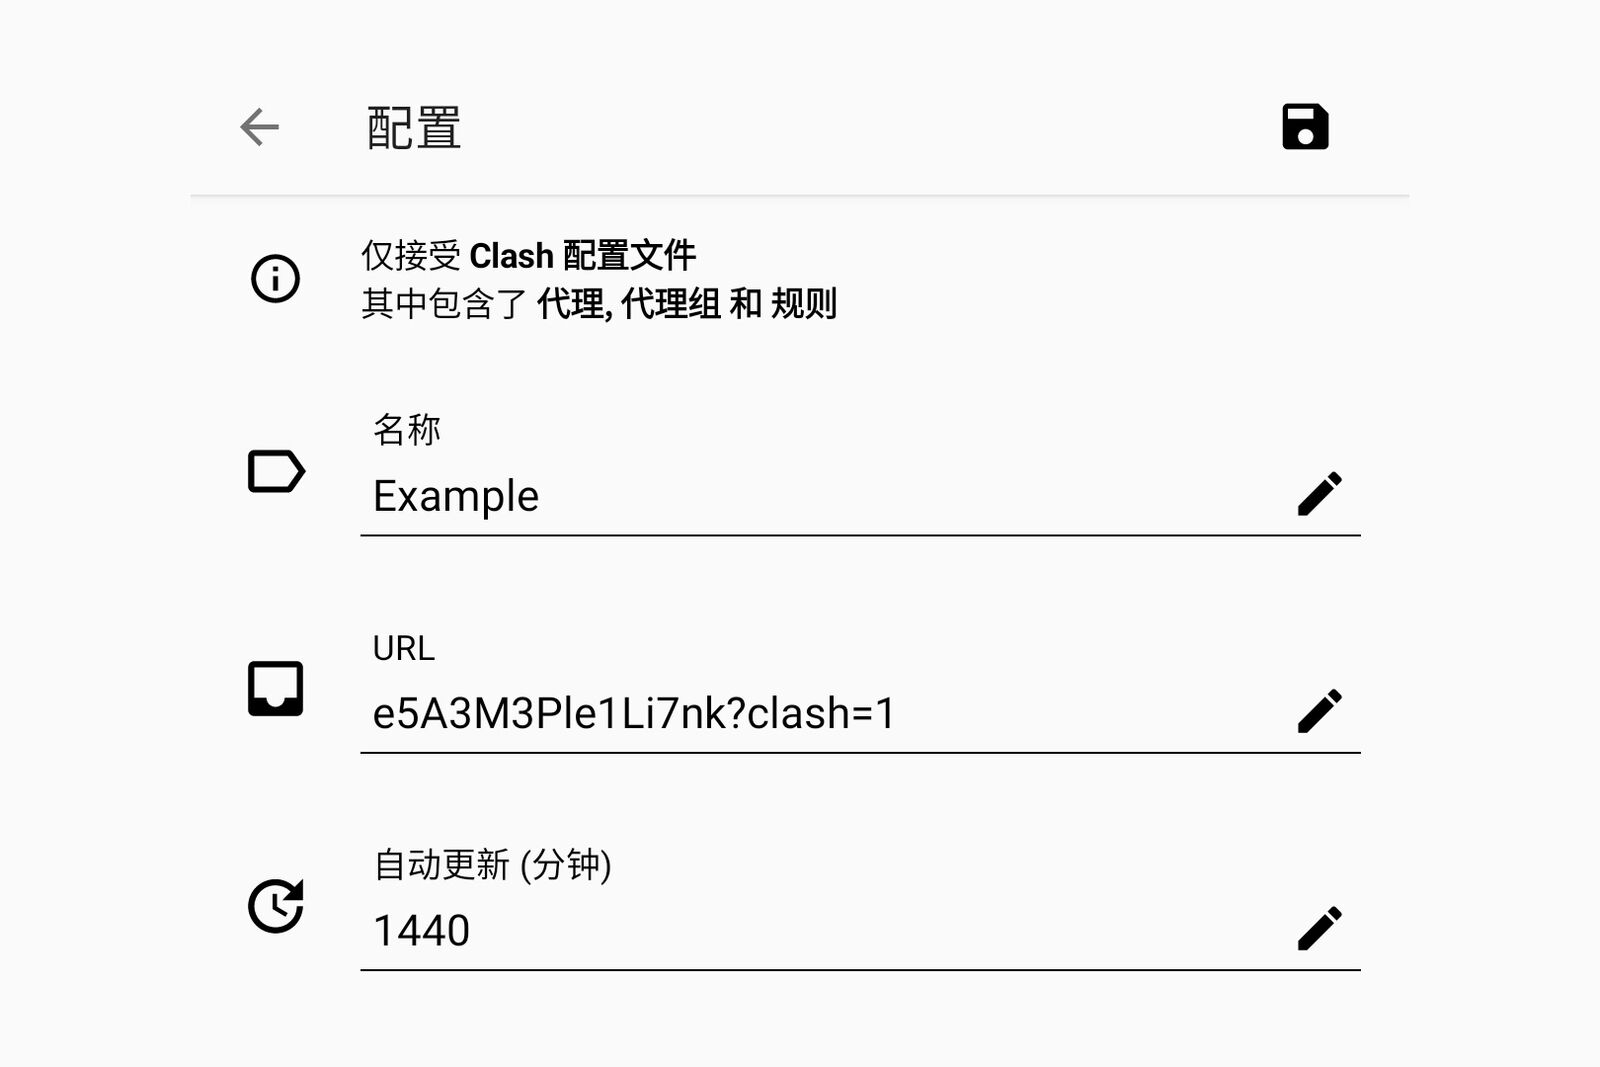 配置
仅接受 Clash 配置文件
其中包含了 代理, 代理组 和 规则
名称
Example
URL
e5A3M3Ple1Li7nk?clash=1
自动更新 (分钟)
1440